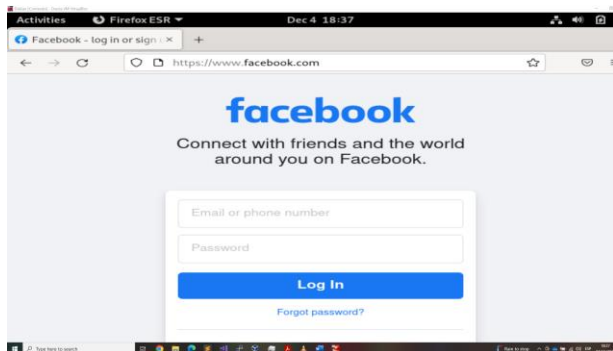 Activities Firefox ESR Dec 4 18:37
Facebook - log in or sign
https://www.facebook.com
facebook
Connect with friends and the world
around you on Facebook.
Email or phone number
Password
Log In
Forgot password?
Type here to search